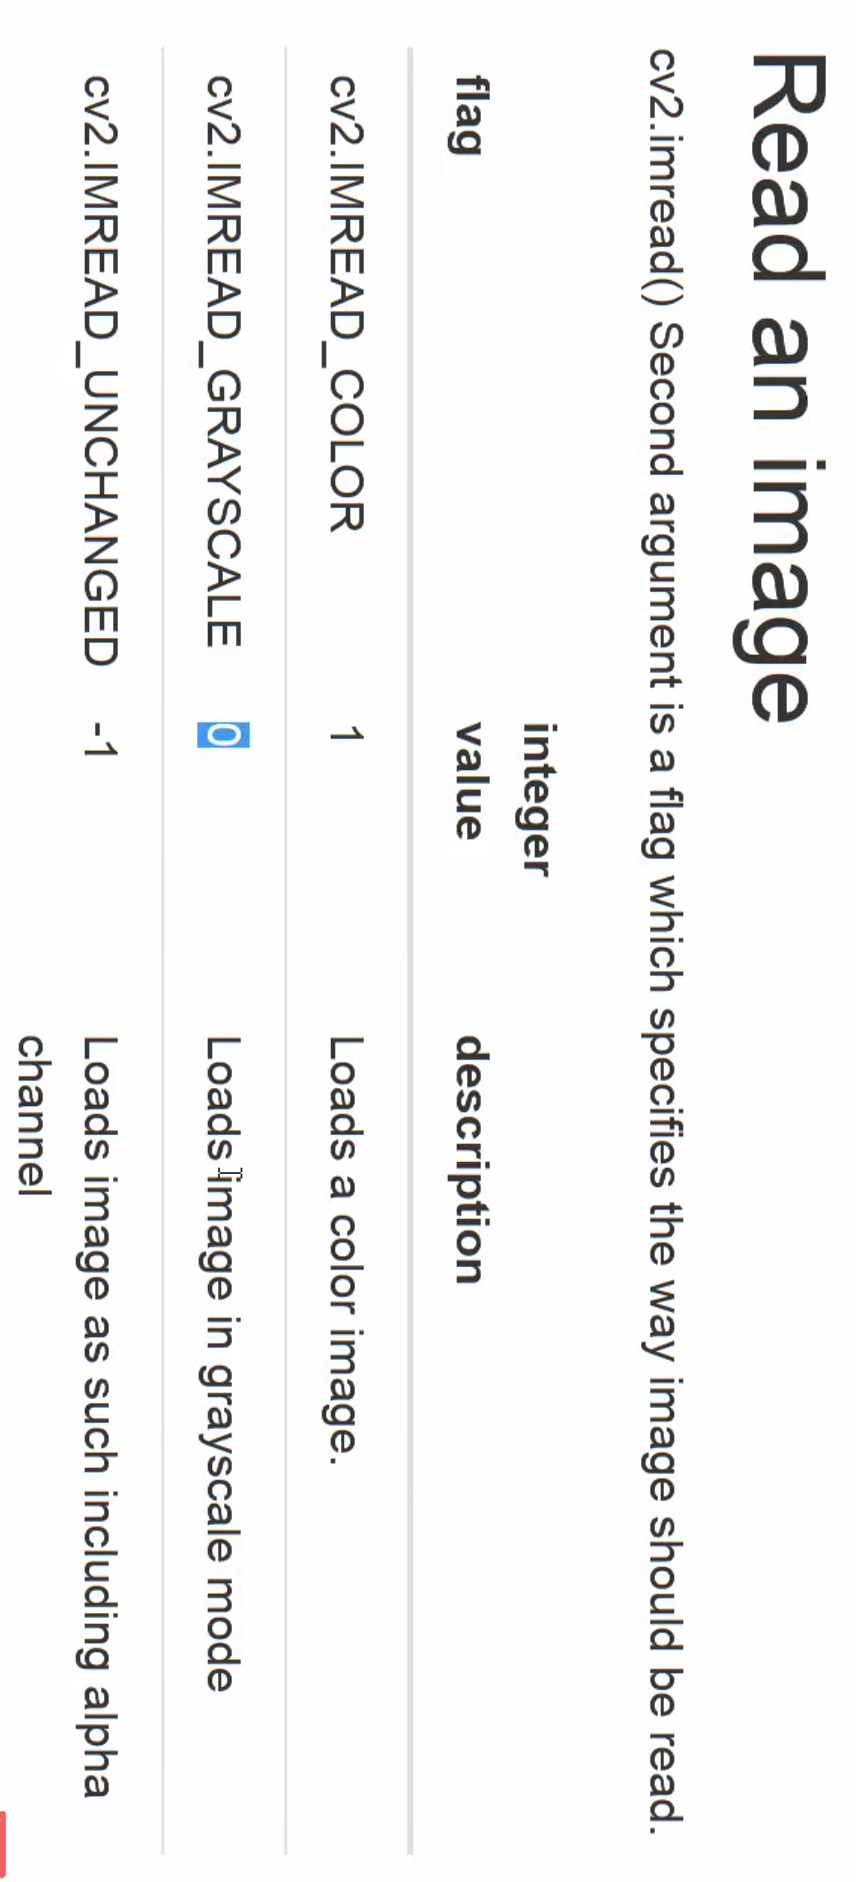 Read an image
cv2.imread() Second argument is a flag which specifies the way image should be read.
integer
flag value description
cv2.IMREAD_COLOR 1 Loads a color image.
cv2.IMREAD_GRAYSCALE 0 Loads image in grayscale mode
cv2.IMREAD_UNCHANGED -1 Loads image as such including alpha
channel